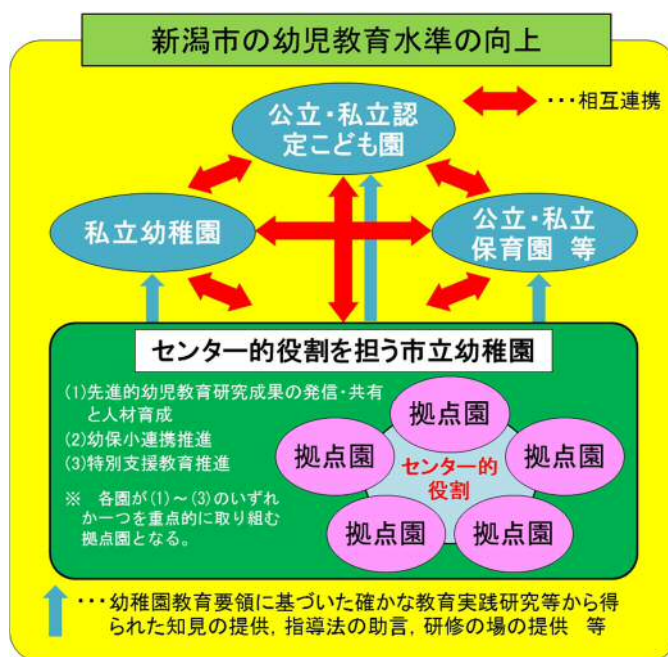 新潟市の幼児教育水準の向上
･･･相互連携
公立・私立認
定こども園
私立幼稚園
公立・私立
保育園 等
センター的役割を担う市立幼稚園
(1)先進的幼児教育研究成果の発信・共有
と人材育成
(2)幼保小連携推進
(3)特別支援教育推進
※ 各園が(1)～(3)のいずれ
か一つを重点的に取り組む
拠点園となる。
拠点園
拠点園
拠点園
センター的
役割
拠点園
拠点園
･･･幼稚園教育要領に基づいた確かな教育実践研究等から得
られた知見の提供，指導法の助言，研修の場の提供 等